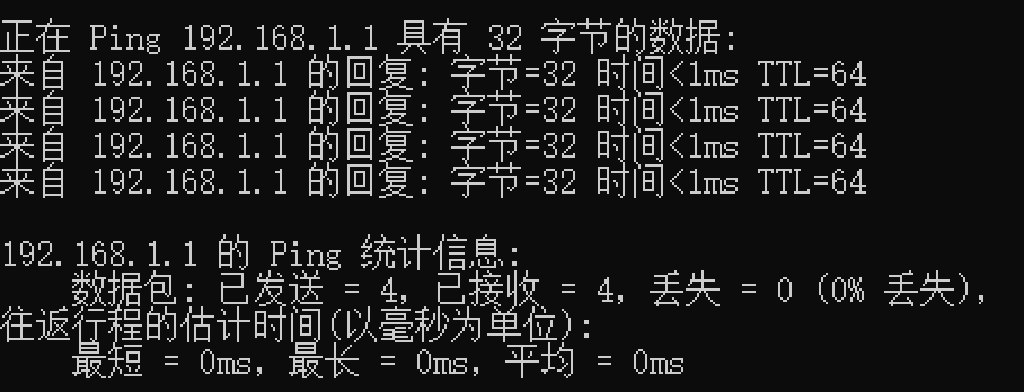 正在 Ping 192.168.1.1 具有 32 字节的数据:
来自 192.168.1.1 的回复: 字节=32 时间<1ms TTL=64
来自 192.168.1.1 的回复: 字节=32 时间<1ms TTL=64
来自 192.168.1.1 的回复: 字节=32 时间<1ms TTL=64
来自 192.168.1.1 的回复: 字节=32 时间<1ms TTL=64
192.168.1.1 的 Ping 统计信息:
数据包: 已发送 = 4，已接收 = 4，丢失 = 0 (0% 丢失)，
往返行程的估计时间(以毫秒为单位):
最短 = 0ms，最长 = 0ms，平均 = 0ms